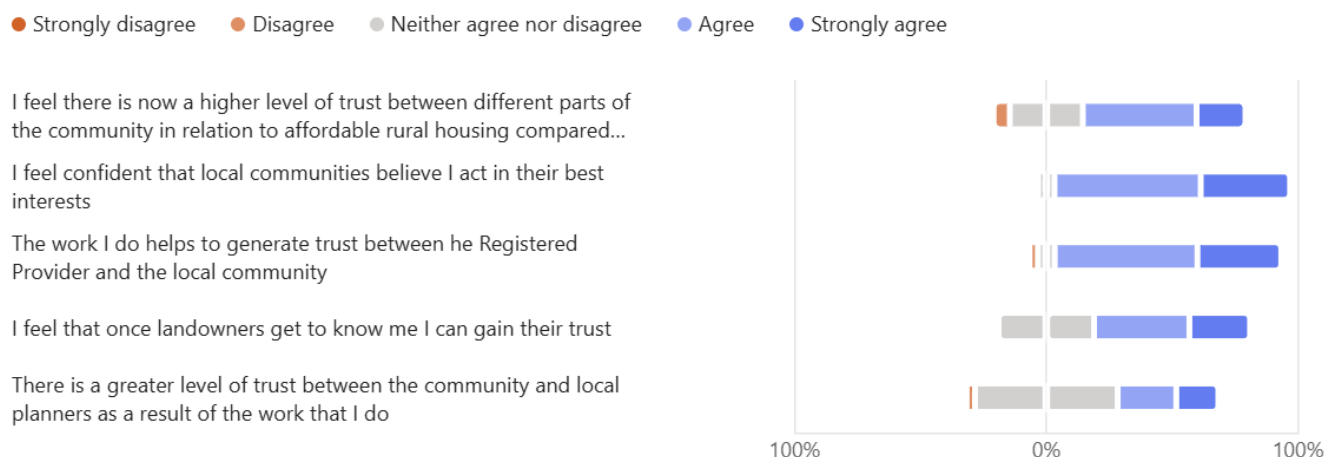 Strongly disagree Disagree Neither agree nor disagree Agree Strongly agree
I feel there is now a higher level of trust between different parts of
the community in relation to affordable rural housing compared...
I feel confident that local communities believe I act in their best
interests
The work I do helps to generate trust between he Registered
Provider and the local community
I feel that once landowners get to know me I can gain their trust
There is a greater level of trust between the community and local
planners as a result of the work that I do
100% 0% 100%